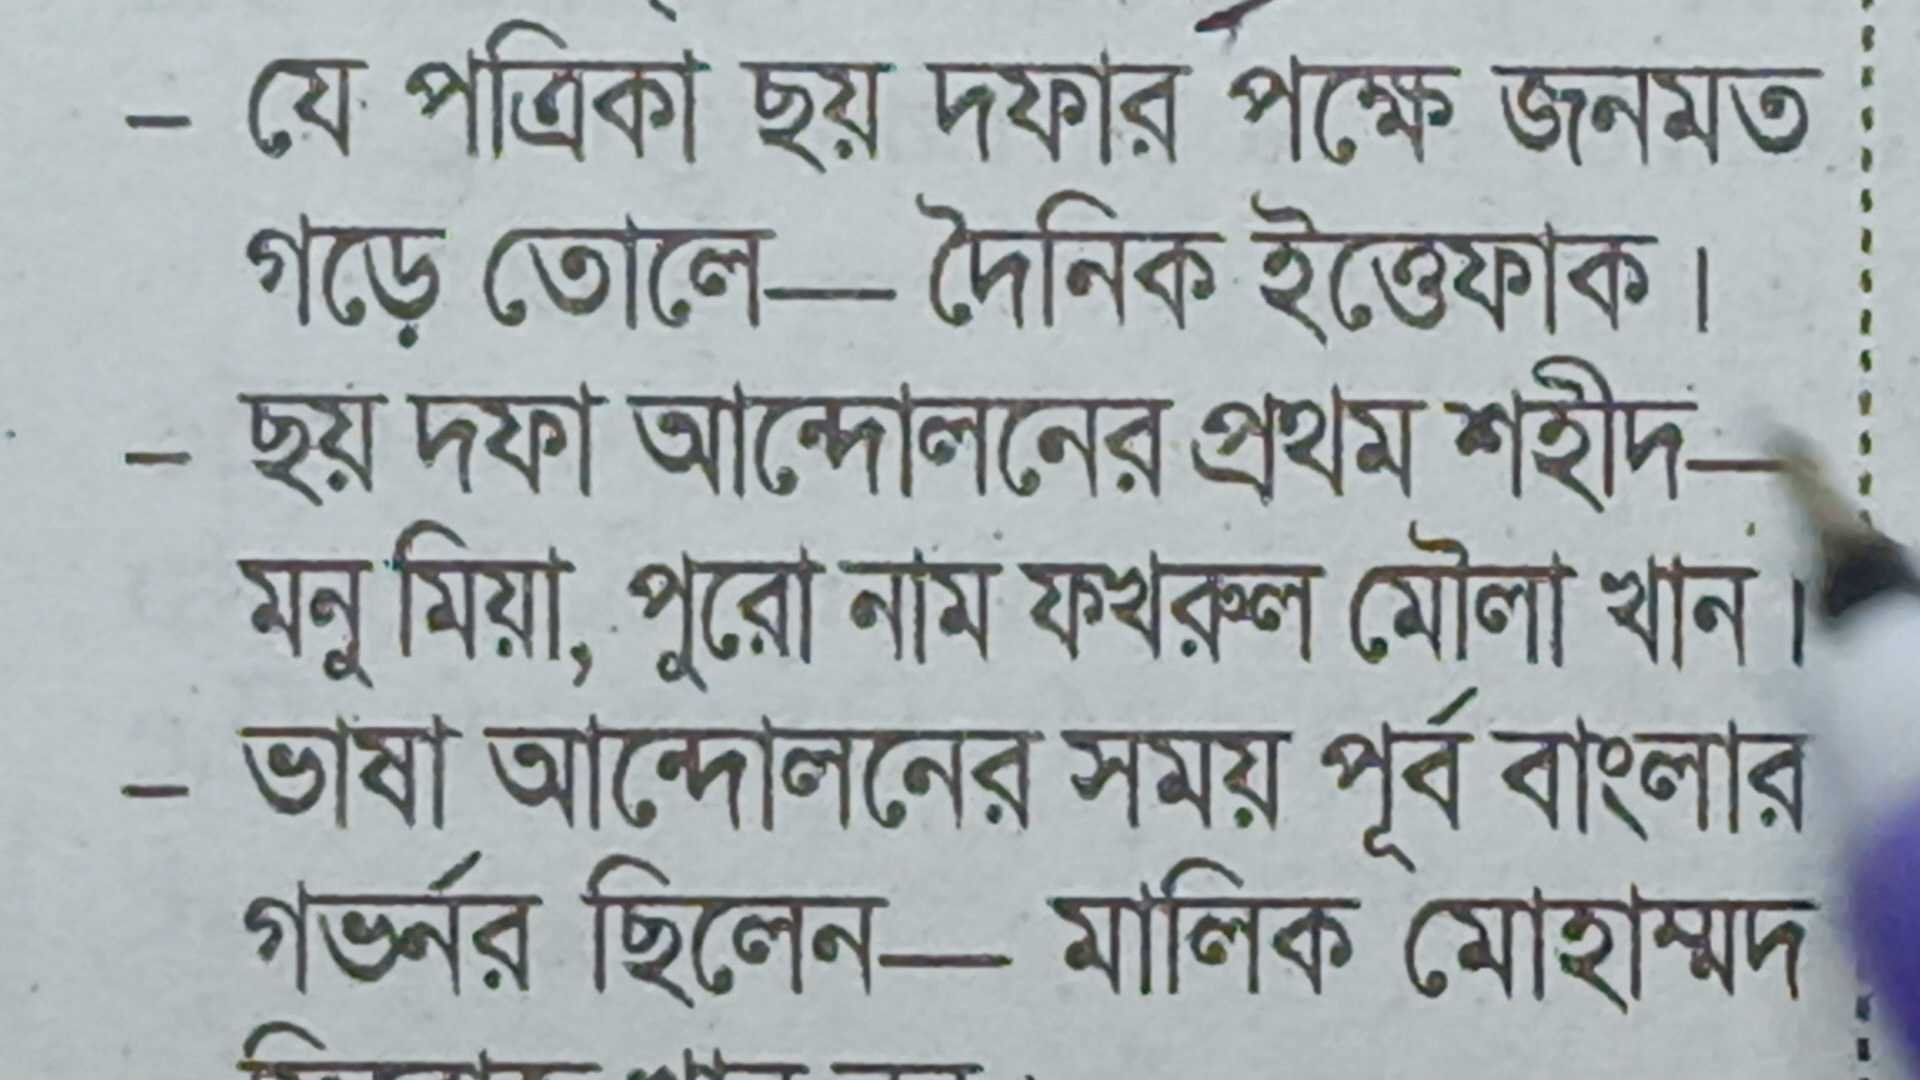 – যে পত্রিকা ছয় দফার পক্ষে জনমত
গড়ে তোলে— দৈনিক ইত্তেফাক।
– ছয় দফা আন্দোলনের প্রথম শহীদ—
মনু মিয়া, পুরো নাম ফখরুল মৌলা খান।
– ভাষা আন্দোলনের সময় পূর্ব বাংলার
গভর্নর ছিলেন— মালিক মোহাম্মদ